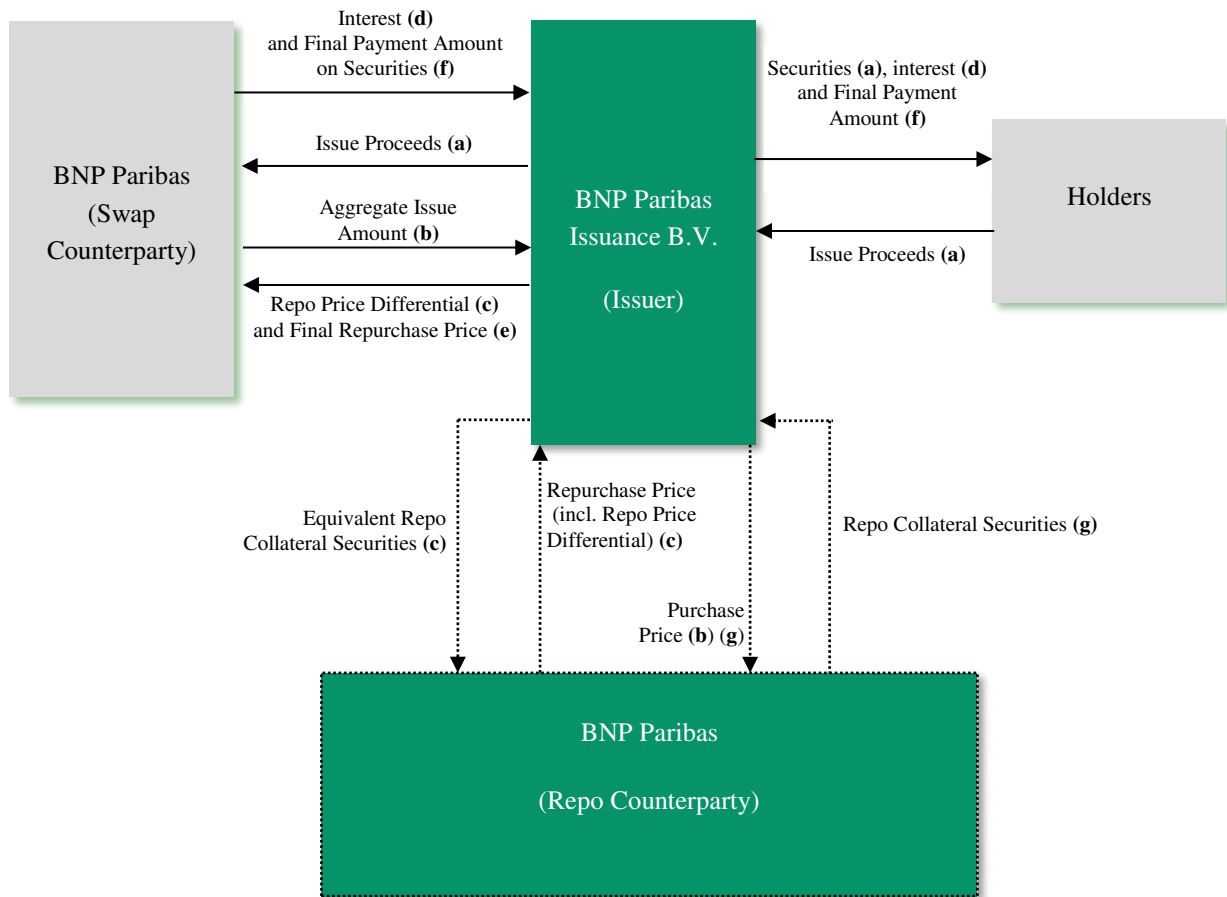 Interest (d)
and Final Payment Amount
on Securities (f)
Issue Proceeds (a)
BNP Paribas
(Swap
Counterparty)
Aggregate Issue
Amount (b)
Repo Price Differential (c)
and Final Repurchase Price (e)
BNP Paribas
Issuance B.V.
(Issuer)
Securities (a), interest (d)
and Final Payment
Amount (f)
Holders
Issue Proceeds (a)
Equivalent Repo
Collateral Securities (c)
Repurchase Price
(incl. Repo Price
Differential) (c)
Purchase
Price (b) (g)
Repo Collateral Securities (g)
BNP Paribas
(Repo Counterparty)